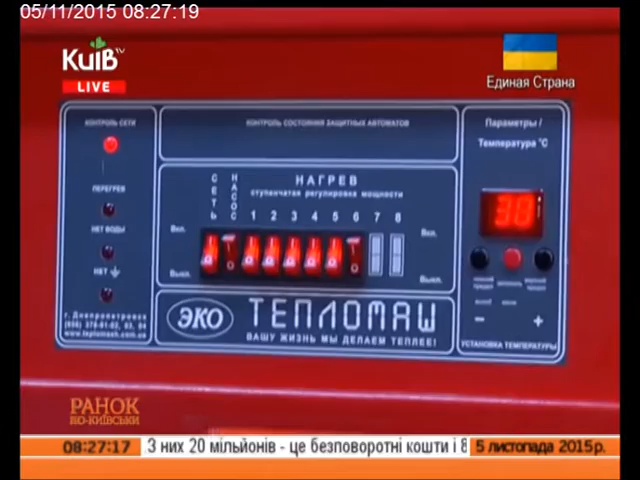 05/11/2015 08:27:19
КиїВ TV
LIVE
Единая Страна
КОНТРОЛЬ СЕТИ
КОНТРОЛЬ СОСТОЯНИЯ ЗАЩИТНЫХ АВТОМАТОВ
Параметры /
Температура °C
ПЕРЕГРЕВ
НЕТ ВОДЫ
НЕТ
СЕТЬ
НАСОС
НАГРЕВ
ступенчатая регулировка мощности
1 2 3 4 5 6 7 8
Вкл. Вкл.
Выкл. Выкл.
30
− +
УСТАНОВКА ТЕМПЕРАТУРЫ
г. Днепропетровск
www.teplomash.com.ua
ЭКО
ТЕПЛОМАШ
ВАШУ ЖИЗНЬ МЫ ДЕЛАЕМ ТЕПЛЕЕ!
РАНОК
ПО-КИЇВСЬКИ
08:27:17 З них 20 мільйонів - це безповоротні кошти і 8 5 листопада 2015р.